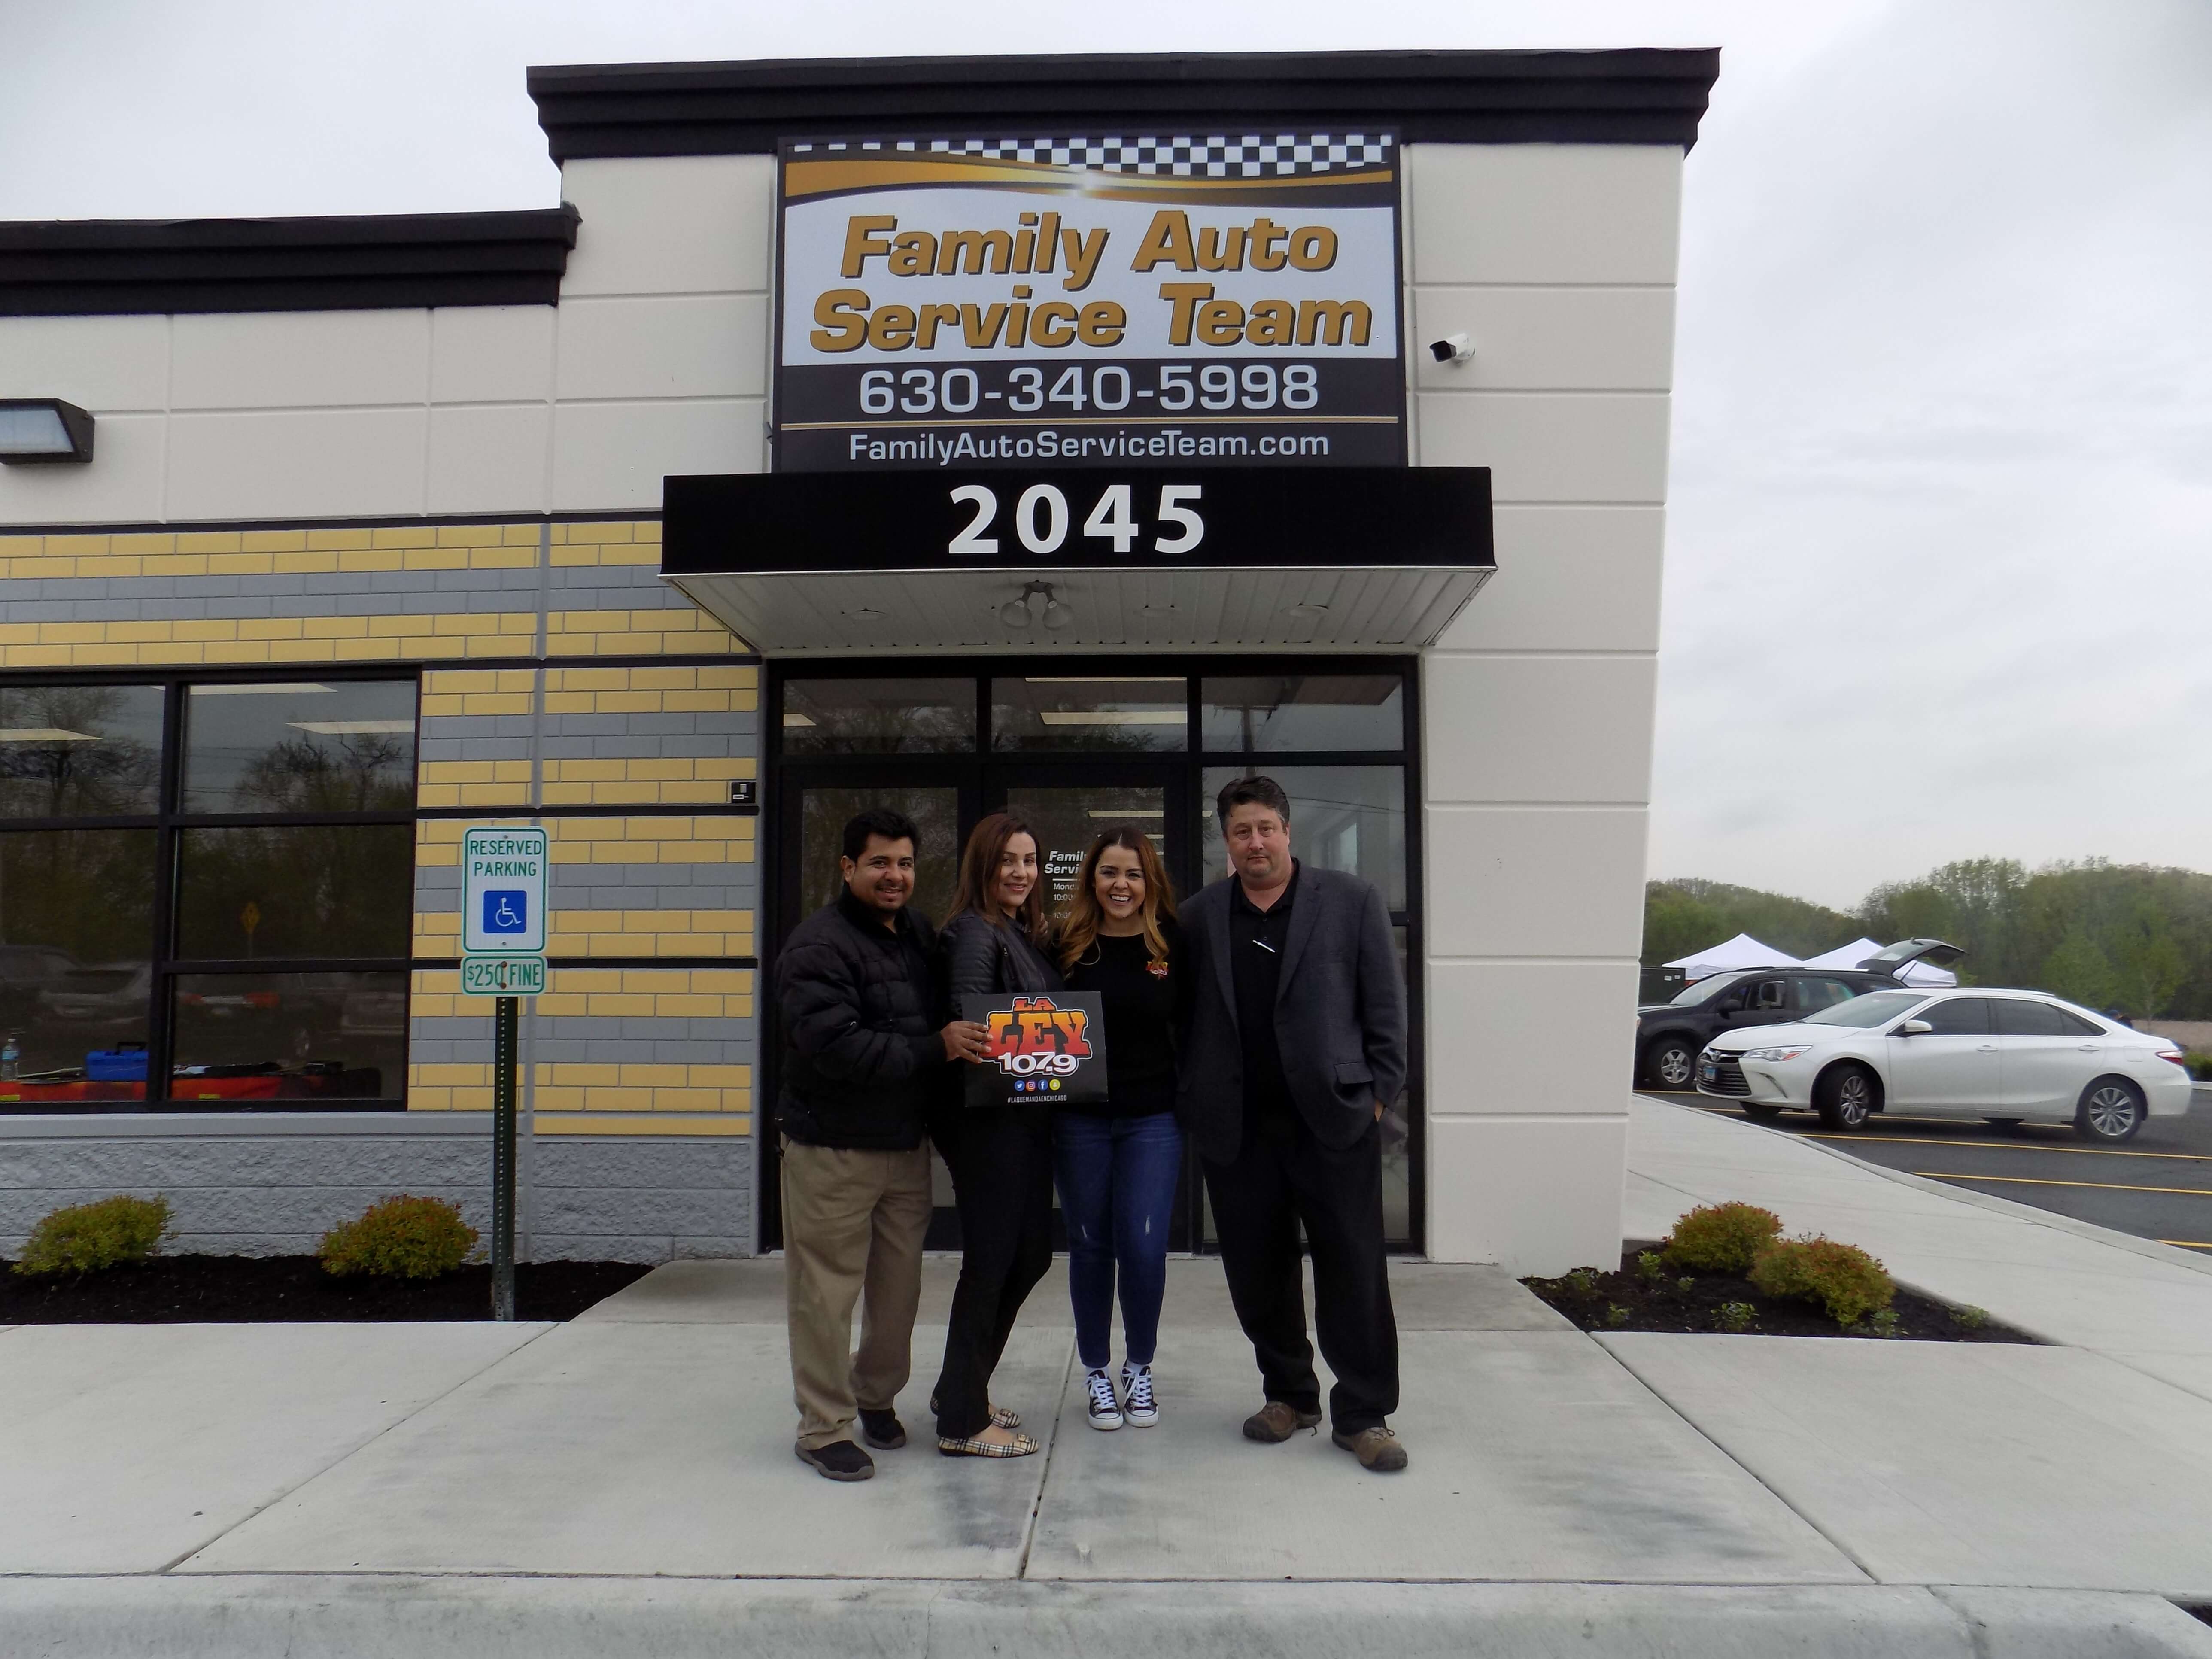 Family Auto
Service Team
630-340-5998
FamilyAutoServiceTeam.com
2045
RESERVED
PARKING
$250 FINE
LA
LEY
107.9
#LAQUEMANDAENCHICAGO